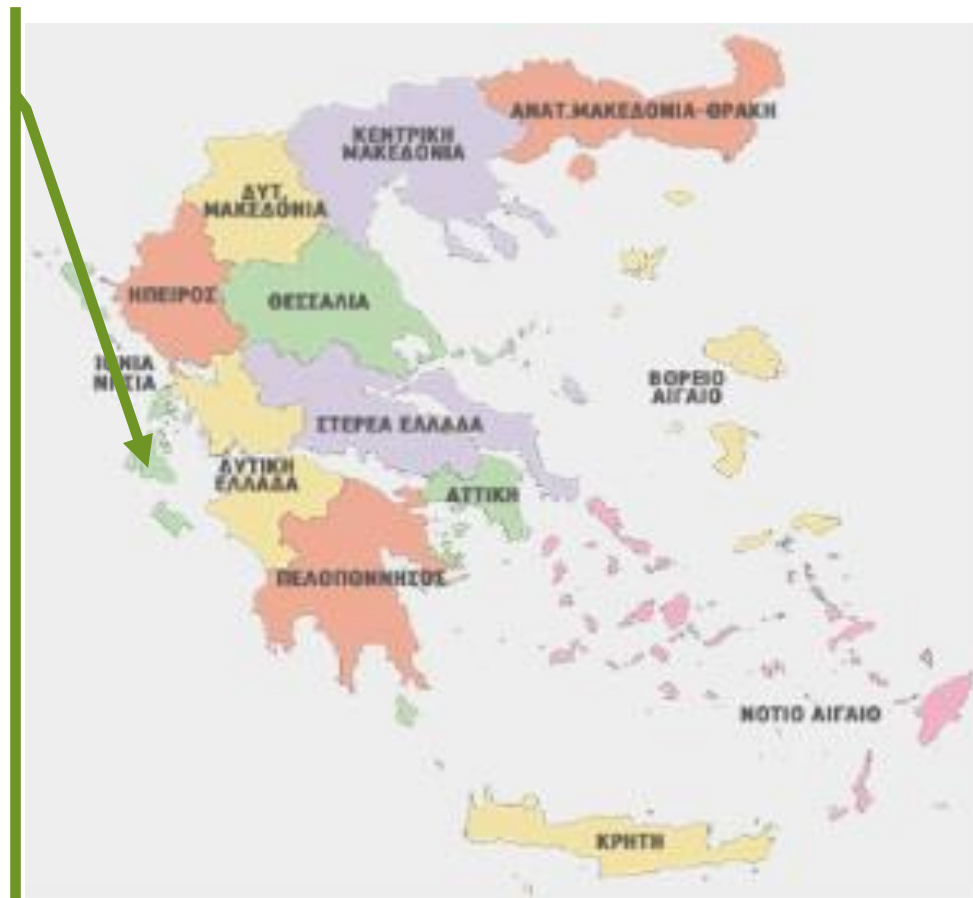 ΑΝΑΤ.ΜΑΚΕΔΟΝΙΑ-ΘΡΑΚΗ
ΚΕΝΤΡΙΚΗ
ΜΑΚΕΔΟΝΙΑ
ΔΥΤ.
ΜΑΚΕΔΟΝΙΑ
ΗΠΕΙΡΟΣ
ΘΕΣΣΑΛΙΑ
ΙΟΝΙΑ
ΝΗΣΙΑ
ΒΟΡΕΙΟ
ΑΙΓΑΙΟ
ΣΤΕΡΕΑ ΕΛΛΑΔΑ
ΔΥΤΙΚΗ
ΕΛΛΑΔΑ
ΑΤΤΙΚΗ
ΠΕΛΟΠΟΝΝΗΣΟΣ
ΝΟΤΙΟ ΑΙΓΑΙΟ
ΚΡΗΤΗ